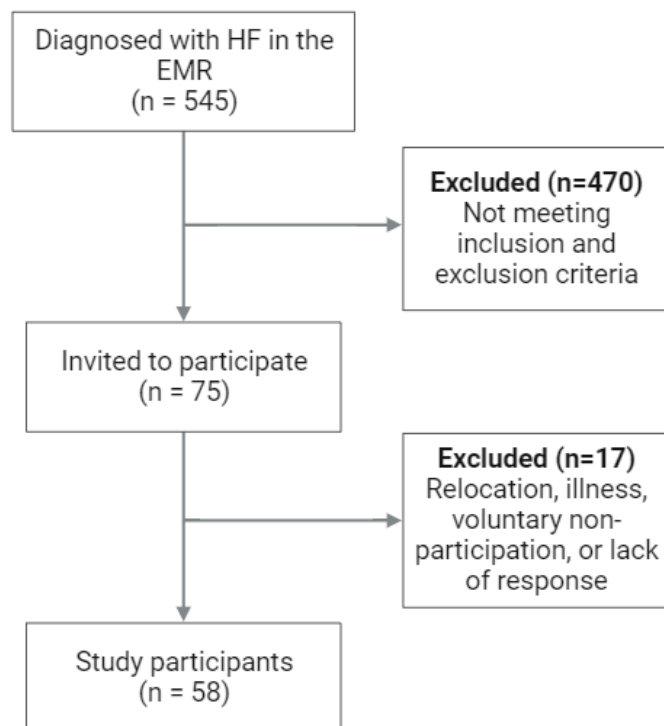 Diagnosed with HF in the
EMR
(n = 545)
Excluded (n=470)
Not meeting
inclusion and
exclusion criteria
Invited to participate
(n = 75)
Excluded (n=17)
Relocation, illness,
voluntary non-
participation, or lack
of response
Study participants
(n = 58)